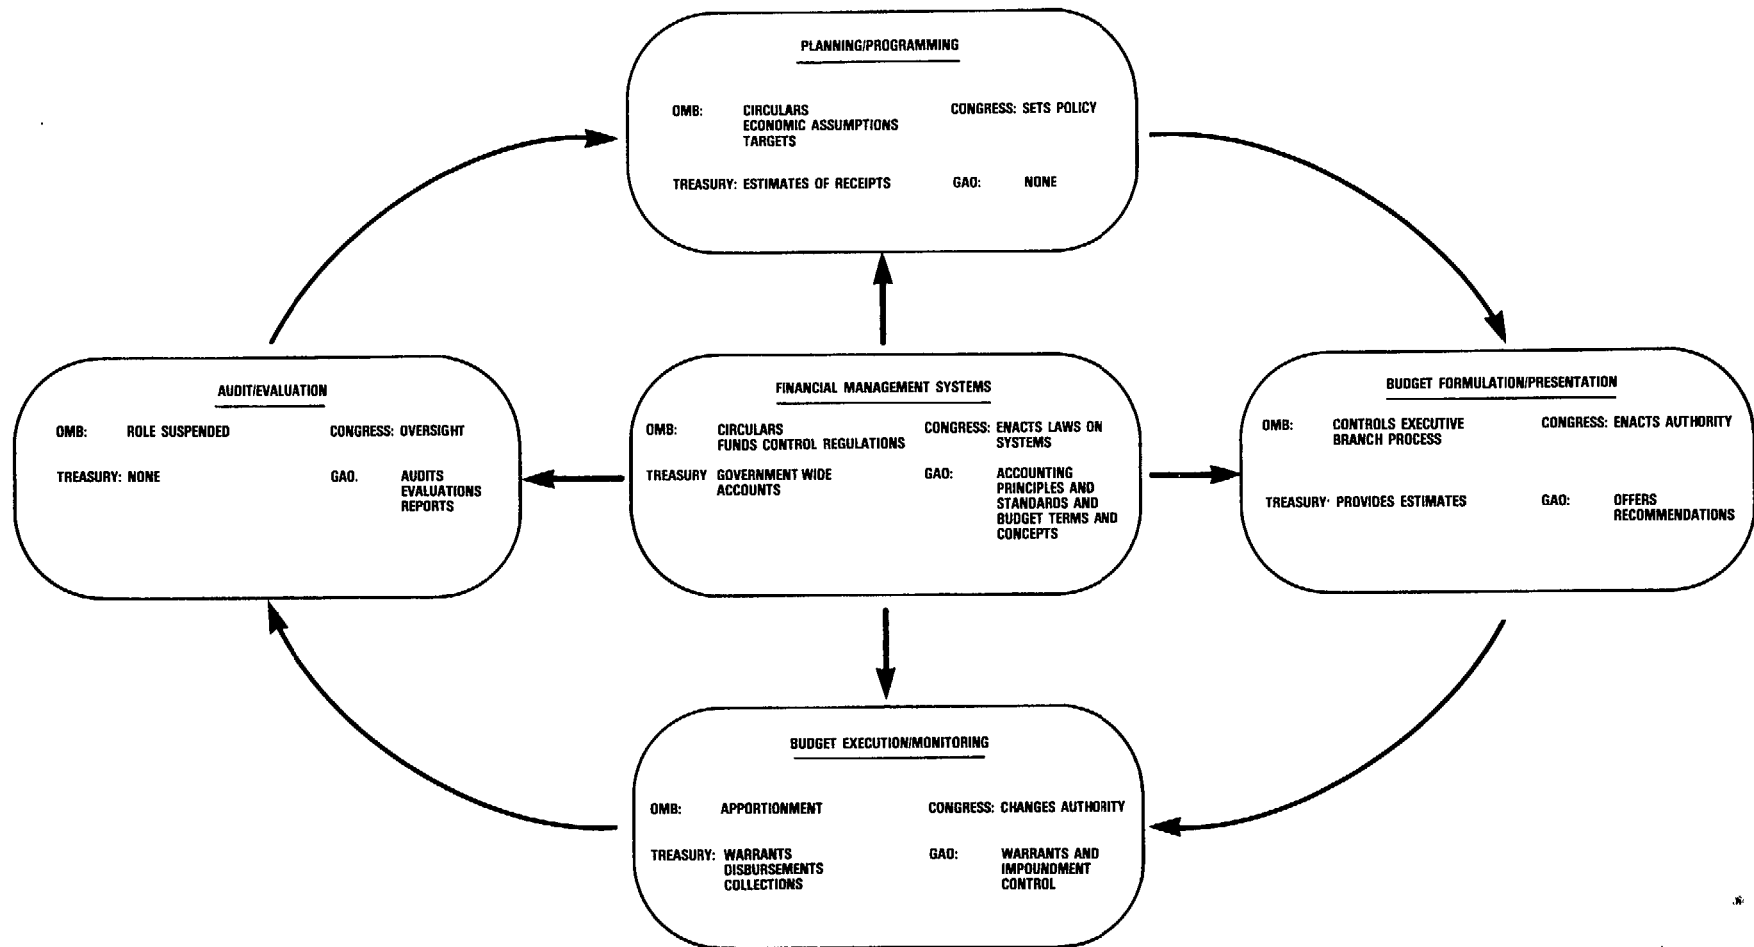 PLANNING/PROGRAMMING
OMB: CIRCULARS CONGRESS: SETS POLICY
ECONOMIC ASSUMPTIONS
TARGETS
TREASURY: ESTIMATES OF RECEIPTS GAO: NONE
AUDIT/EVALUATION
OMB: ROLE SUSPENDED CONGRESS: OVERSIGHT
TREASURY: NONE GAO. AUDITS
EVALUATIONS
REPORTS
FINANCIAL MANAGEMENT SYSTEMS
OMB: CIRCULARS CONGRESS: ENACTS LAWS ON
FUNDS CONTROL REGULATIONS SYSTEMS
TREASURY GOVERNMENT WIDE GAO: ACCOUNTING
ACCOUNTS PRINCIPLES AND
STANDARDS AND
BUDGET TERMS AND
CONCEPTS
BUDGET FORMULATION/PRESENTATION
OMB: CONTROLS EXECUTIVE CONGRESS: ENACTS AUTHORITY
BRANCH PROCESS
TREASURY· PROVIDES ESTIMATES GAO: OFFERS
RECOMMENDATIONS
BUDGET EXECUTION/MONITORING
OMB: APPORTIONMENT CONGRESS: CHANGES AUTHORITY
TREASURY: WARRANTS GAO: WARRANTS AND
DISBURSEMENTS IMPOUNDMENT
COLLECTIONS CONTROL